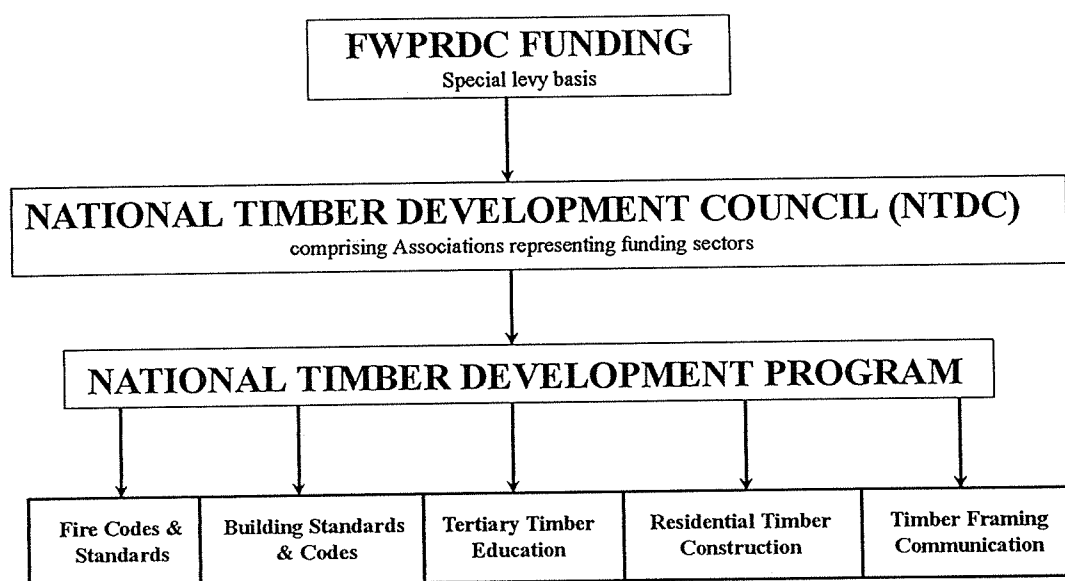 FWPRDC FUNDING
Special levy basis
NATIONAL TIMBER DEVELOPMENT COUNCIL (NTDC)
comprising Associations representing funding sectors
NATIONAL TIMBER DEVELOPMENT PROGRAM
Fire Codes &
Standards
Building Standards
& Codes
Tertiary Timber
Education
Residential Timber
Construction
Timber Framing
Communication